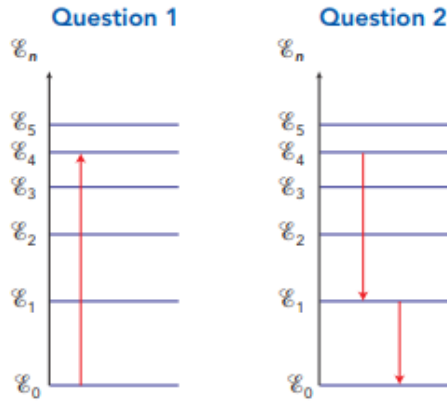 Question 1
ℰn
ℰ5
ℰ4
ℰ3
ℰ2
ℰ1
ℰ0
Question 2
ℰn
ℰ5
ℰ4
ℰ3
ℰ2
ℰ1
ℰ0